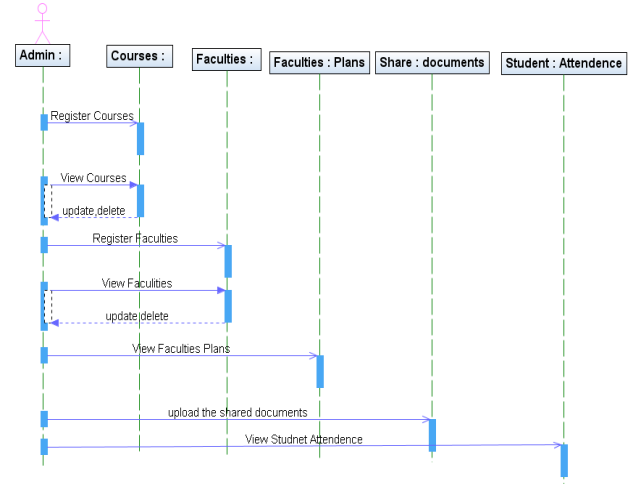 Admin :
Courses :
Faculties :
Faculties : Plans
Share : documents
Student : Attendence
Register Courses
View Courses
update,delete
Register Faculties
View Faculities
update,delete
View Faculties Plans
upload the shared documents
View Studnet Attendence